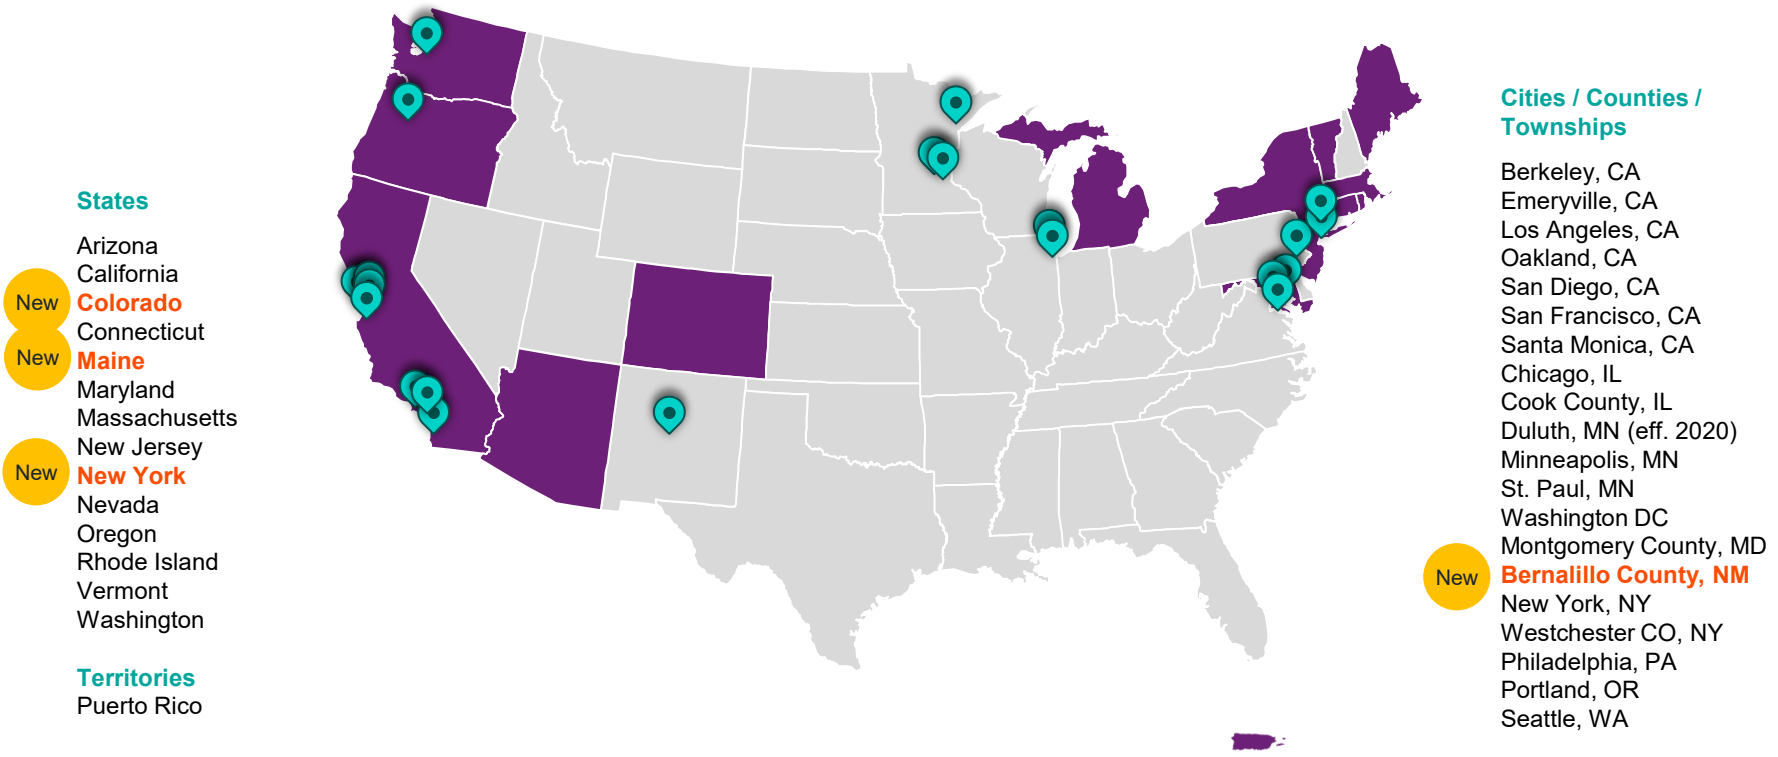 States
Arizona
California
New
Colorado
Connecticut
New
Maine
Maryland
Massachusetts
New Jersey
New
New York
Nevada
Oregon
Rhode Island
Vermont
Washington
Territories
Puerto Rico
Cities / Counties /
Townships
Berkeley, CA
Emeryville, CA
Los Angeles, CA
Oakland, CA
San Diego, CA
San Francisco, CA
Santa Monica, CA
Chicago, IL
Cook County, IL
Duluth, MN (eff. 2020)
Minneapolis, MN
St. Paul, MN
Washington DC
Montgomery County, MD
New
Bernalillo County, NM
New York, NY
Westchester CO, NY
Philadelphia, PA
Portland, OR
Seattle, WA